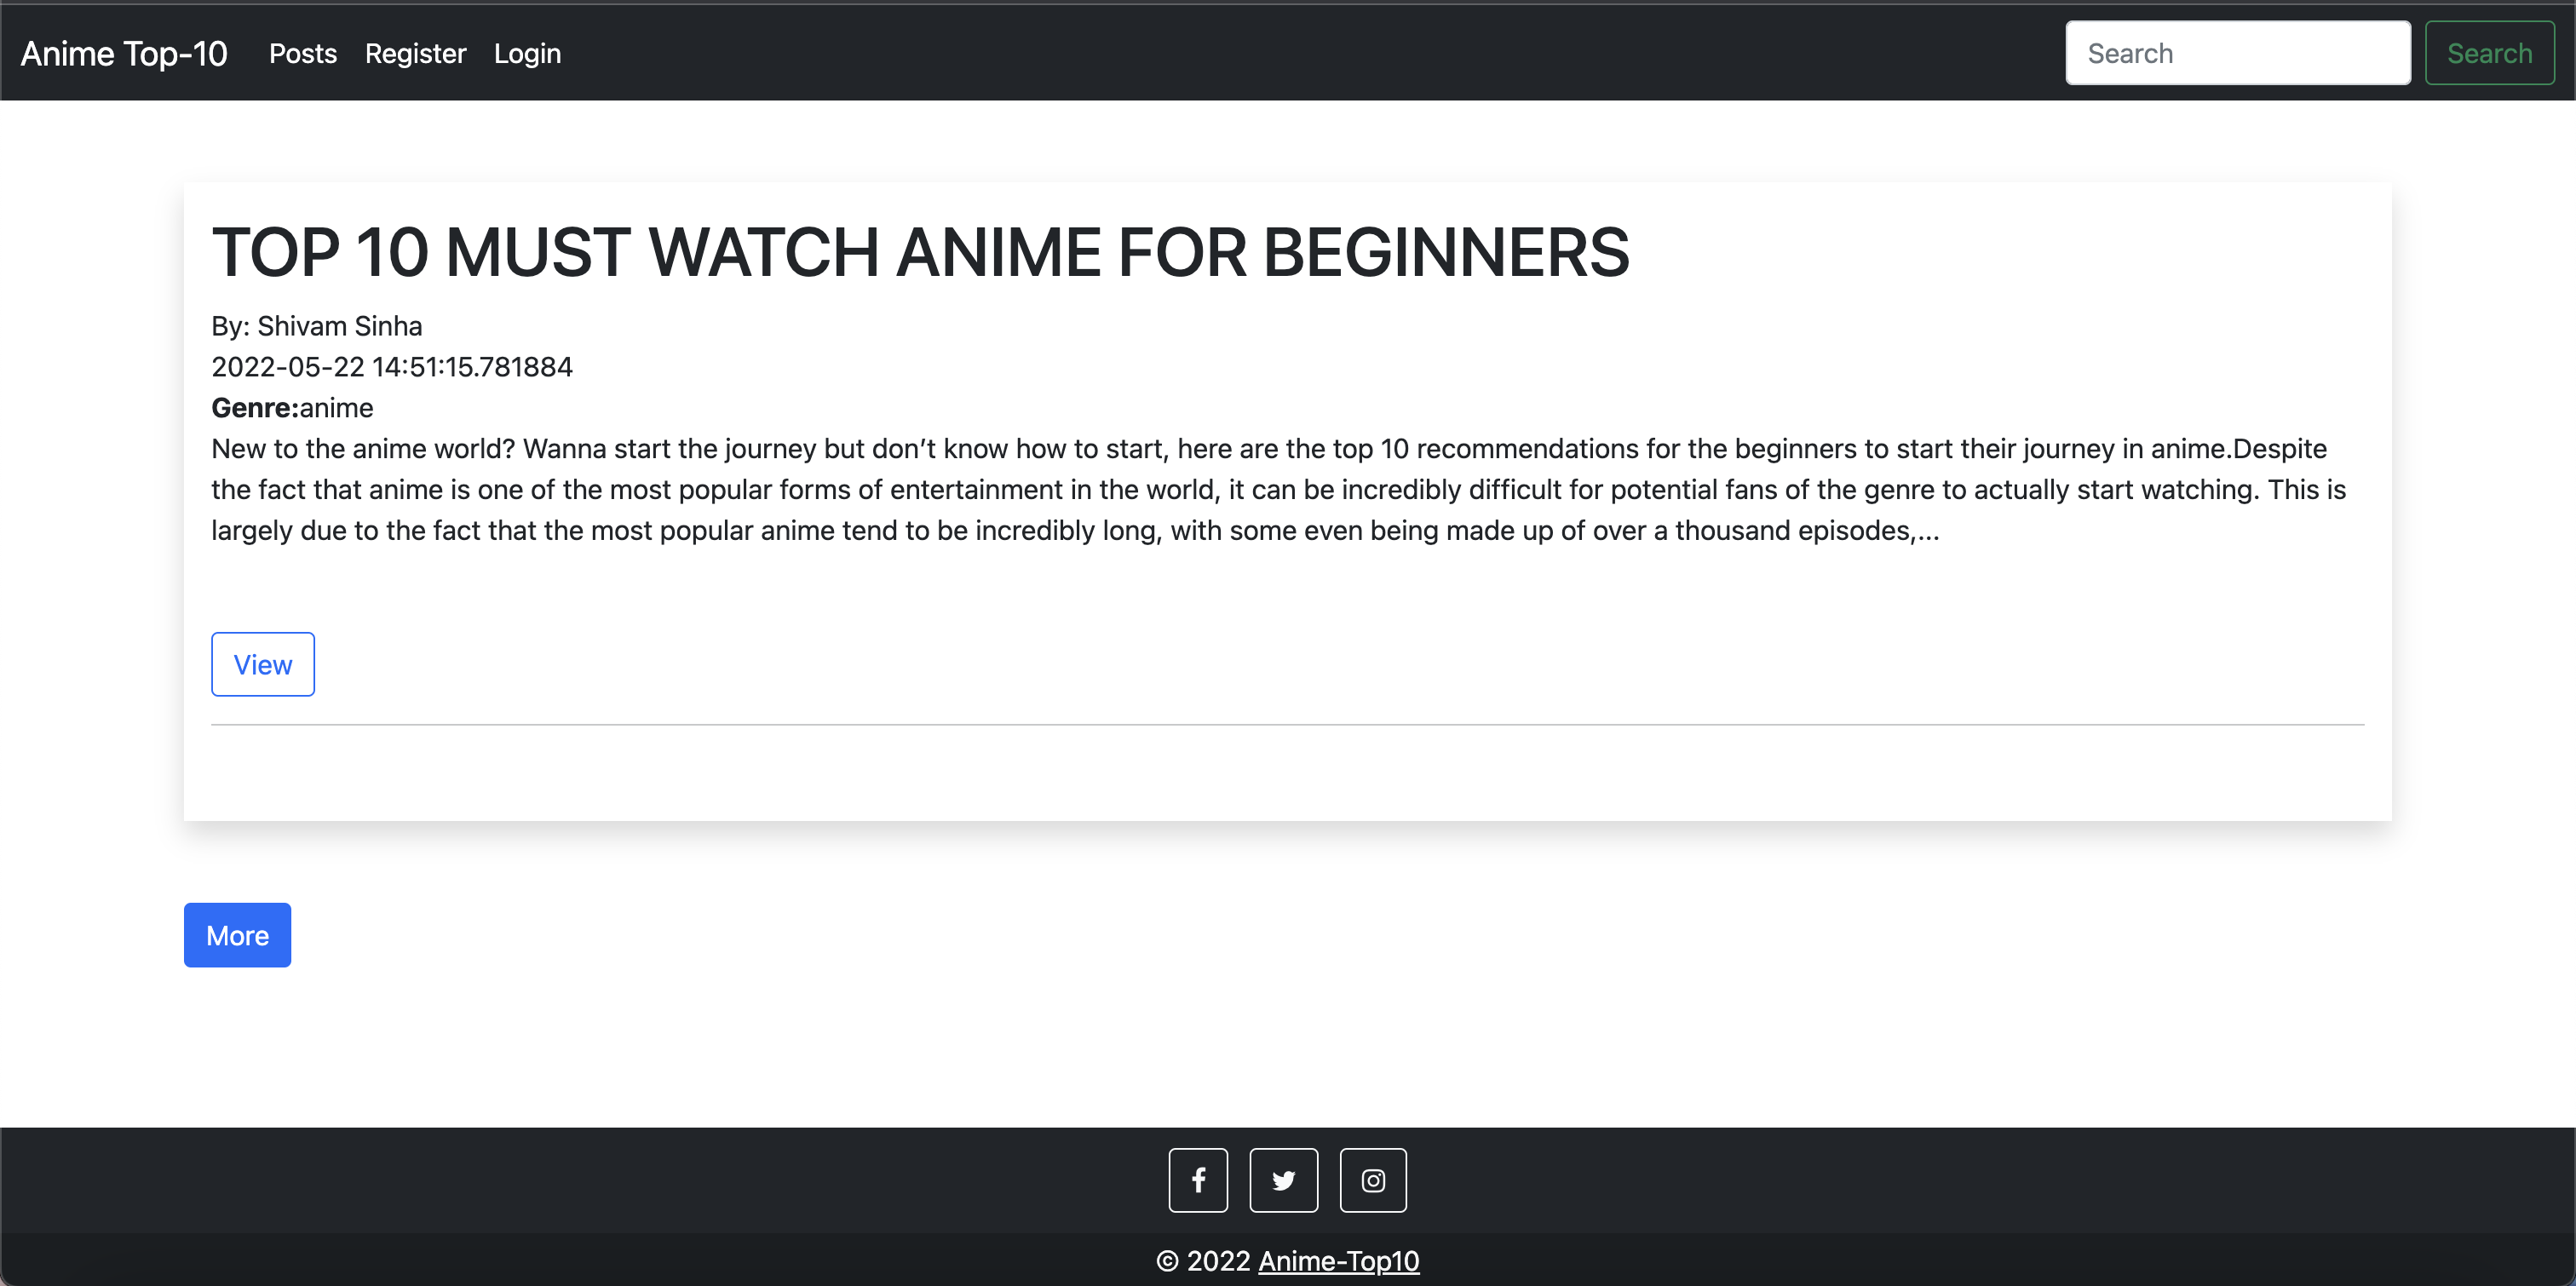 Anime Top-10 Posts Register Login Search Search
TOP 10 MUST WATCH ANIME FOR BEGINNERS
By: Shivam Sinha
2022-05-22 14:51:15.781884
Genre:anime
New to the anime world? Wanna start the journey but don’t know how to start, here are the top 10 recommendations for the beginners to start their journey in anime.Despite
the fact that anime is one of the most popular forms of entertainment in the world, it can be incredibly difficult for potential fans of the genre to actually start watching. This is
largely due to the fact that the most popular anime tend to be incredibly long, with some even being made up of over a thousand episodes,...
View
More
© 2022 Anime-Top10